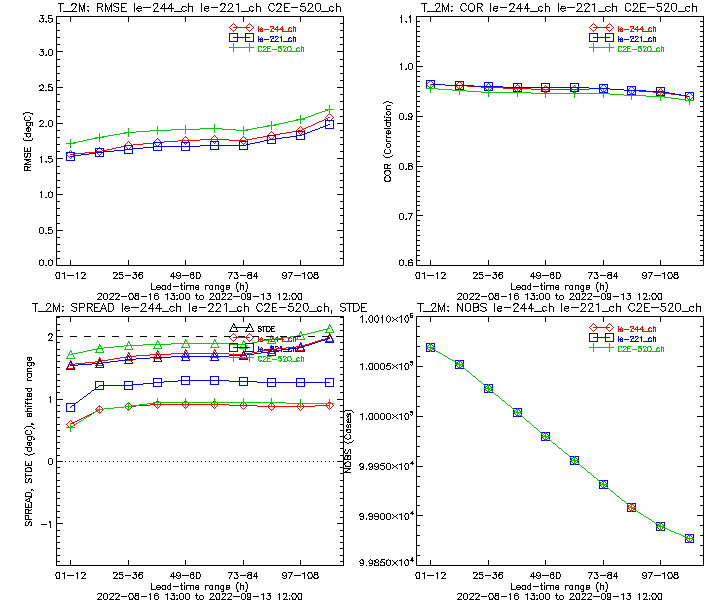 T_2M: RMSE le-244_ch le-221_ch C2E-520_ch
le-244_ch
le-221_ch
C2E-520_ch
3.5
3.0
2.5
2.0
1.5
1.0
0.5
0.0
RMSE (degC)
01-12 25-36 49-60 73-84 97-108
Lead-time range (h)
2022-08-16 13:00 to 2022-09-13 12:00
T_2M: COR le-244_ch le-221_ch C2E-520_ch
le-244_ch
le-221_ch
C2E-520_ch
1.1
1.0
0.9
0.8
0.7
0.6
COR (Correlation)
01-12 25-36 49-60 73-84 97-108
Lead-time range (h)
2022-08-16 13:00 to 2022-09-13 12:00
T_2M: SPREAD le-244_ch le-221_ch C2E-520_ch, STDE
STDE
le-244_ch
le-221_ch
C2E-520_ch
2
1
0
-1
SPREAD, STDE (degC), shifted range
01-12 25-36 49-60 73-84 97-108
Lead-time range (h)
2022-08-16 13:00 to 2022-09-13 12:00
T_2M: NOBS le-244_ch le-221_ch C2E-520_ch
le-244_ch
le-221_ch
C2E-520_ch
1.0010×10⁵
1.0005×10⁵
1.0000×10⁵
9.9950×10⁴
9.9900×10⁴
9.9850×10⁴
NOBS (Cases)
01-12 25-36 49-60 73-84 97-108
Lead-time range (h)
2022-08-16 13:00 to 2022-09-13 12:00